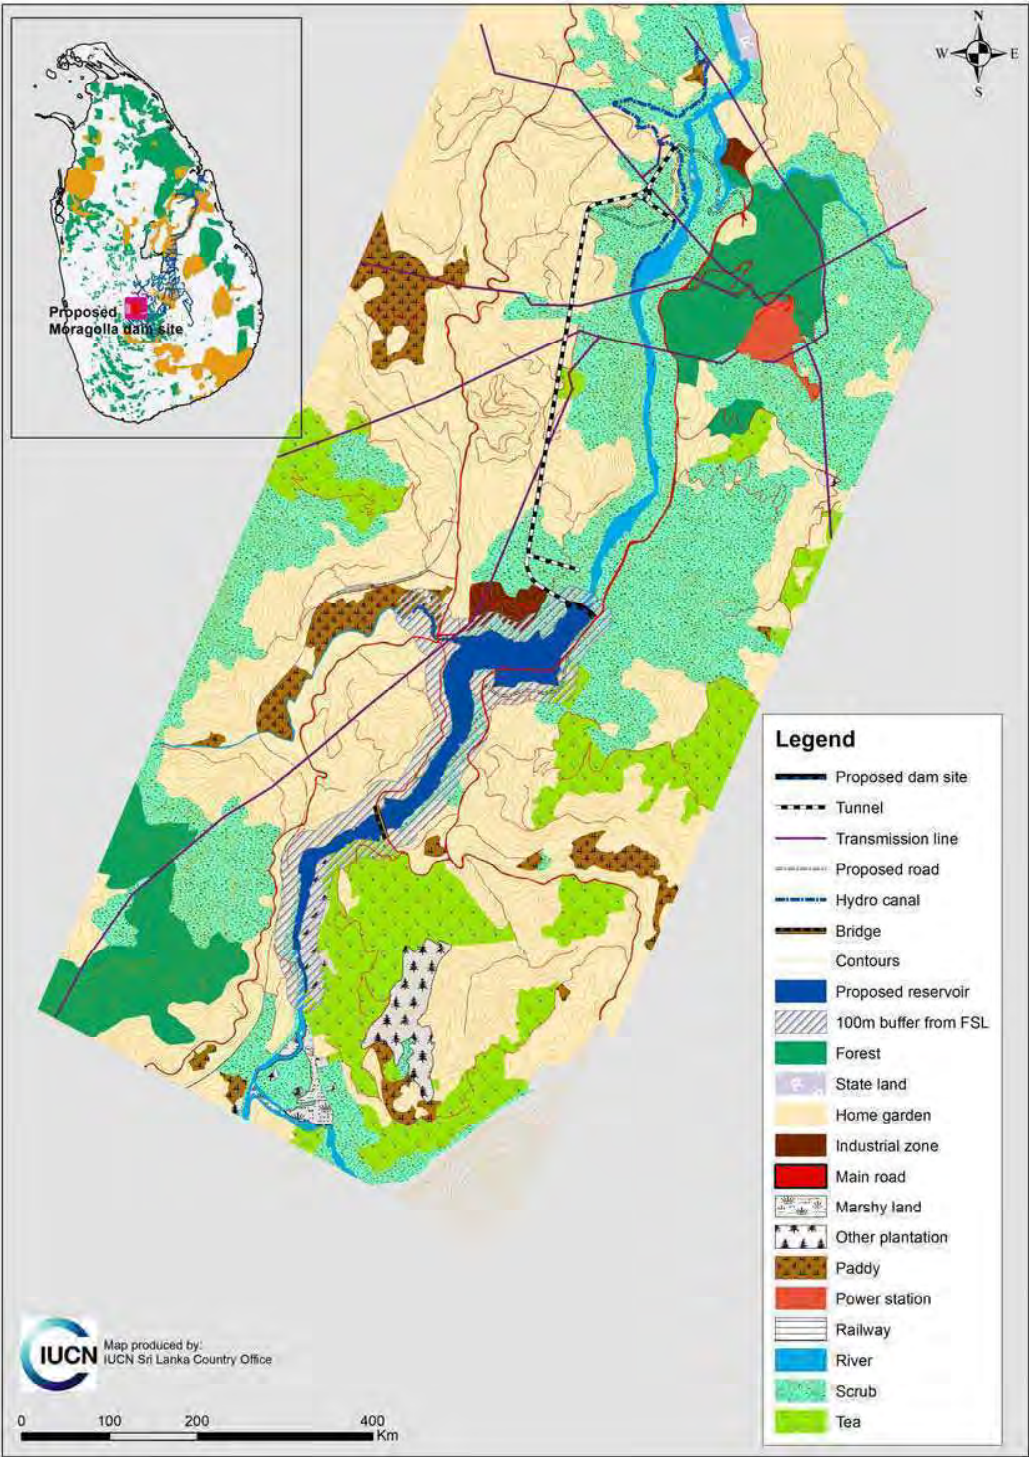 N
W
E
S
Proposed
Moragolla dam site
Legend
Proposed dam site
Tunnel
Transmission line
Proposed road
Hydro canal
Bridge
Contours
Proposed reservoir
100m buffer from FSL
Forest
State land
Home garden
Industrial zone
Main road
Marshy land
Other plantation
Paddy
Power station
Railway
River
Scrub
Tea
IUCN
Map produced by:
IUCN Sri Lanka Country Office
0 100 200 400
Km